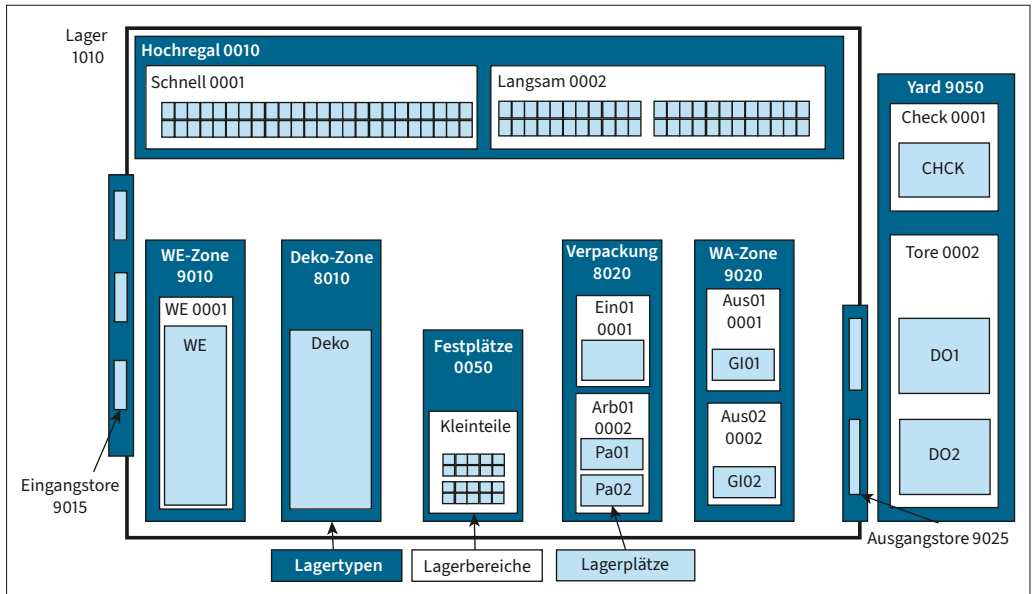 Lager
1010
Hochregal 0010
Schnell 0001
Langsam 0002
Yard 9050
Check 0001
CHCK
Tore 0002
DO1
DO2
WE-Zone
9010
WE 0001
WE
Deko-Zone
8010
Deko
Festplätze
0050
Kleinteile
Verpackung
8020
Ein01
0001
Arb01
0002
Pa01
Pa02
WA-Zone
9020
Aus01
0001
GI01
Aus02
0002
GI02
Eingangstore
9015
Ausgangstore 9025
Lagertypen
Lagerbereiche
Lagerplätze